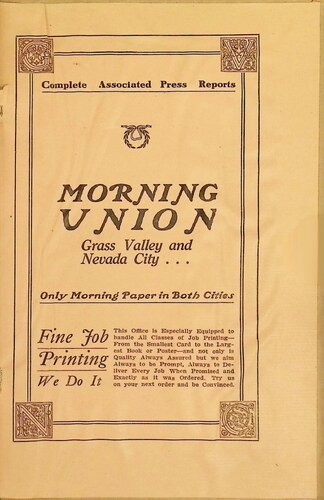 G
V
Complete Associated Press Reports
MORNING
UNION
Grass Valley and
Nevada City . . .
Only Morning Paper in Both Cities
Fine Job
Printing
We Do It
This Office is Especially Equipped to
handle All Classes of Job Printing—
From the Smallest Card to the Larg-
est Book or Poster—and not only is
Quality Always Assured but we aim
Always to be Prompt, Always to De-
liver Every Job When Promised and
Exactly as it was Ordered. Try us
on your next order and be Convinced.
N
C